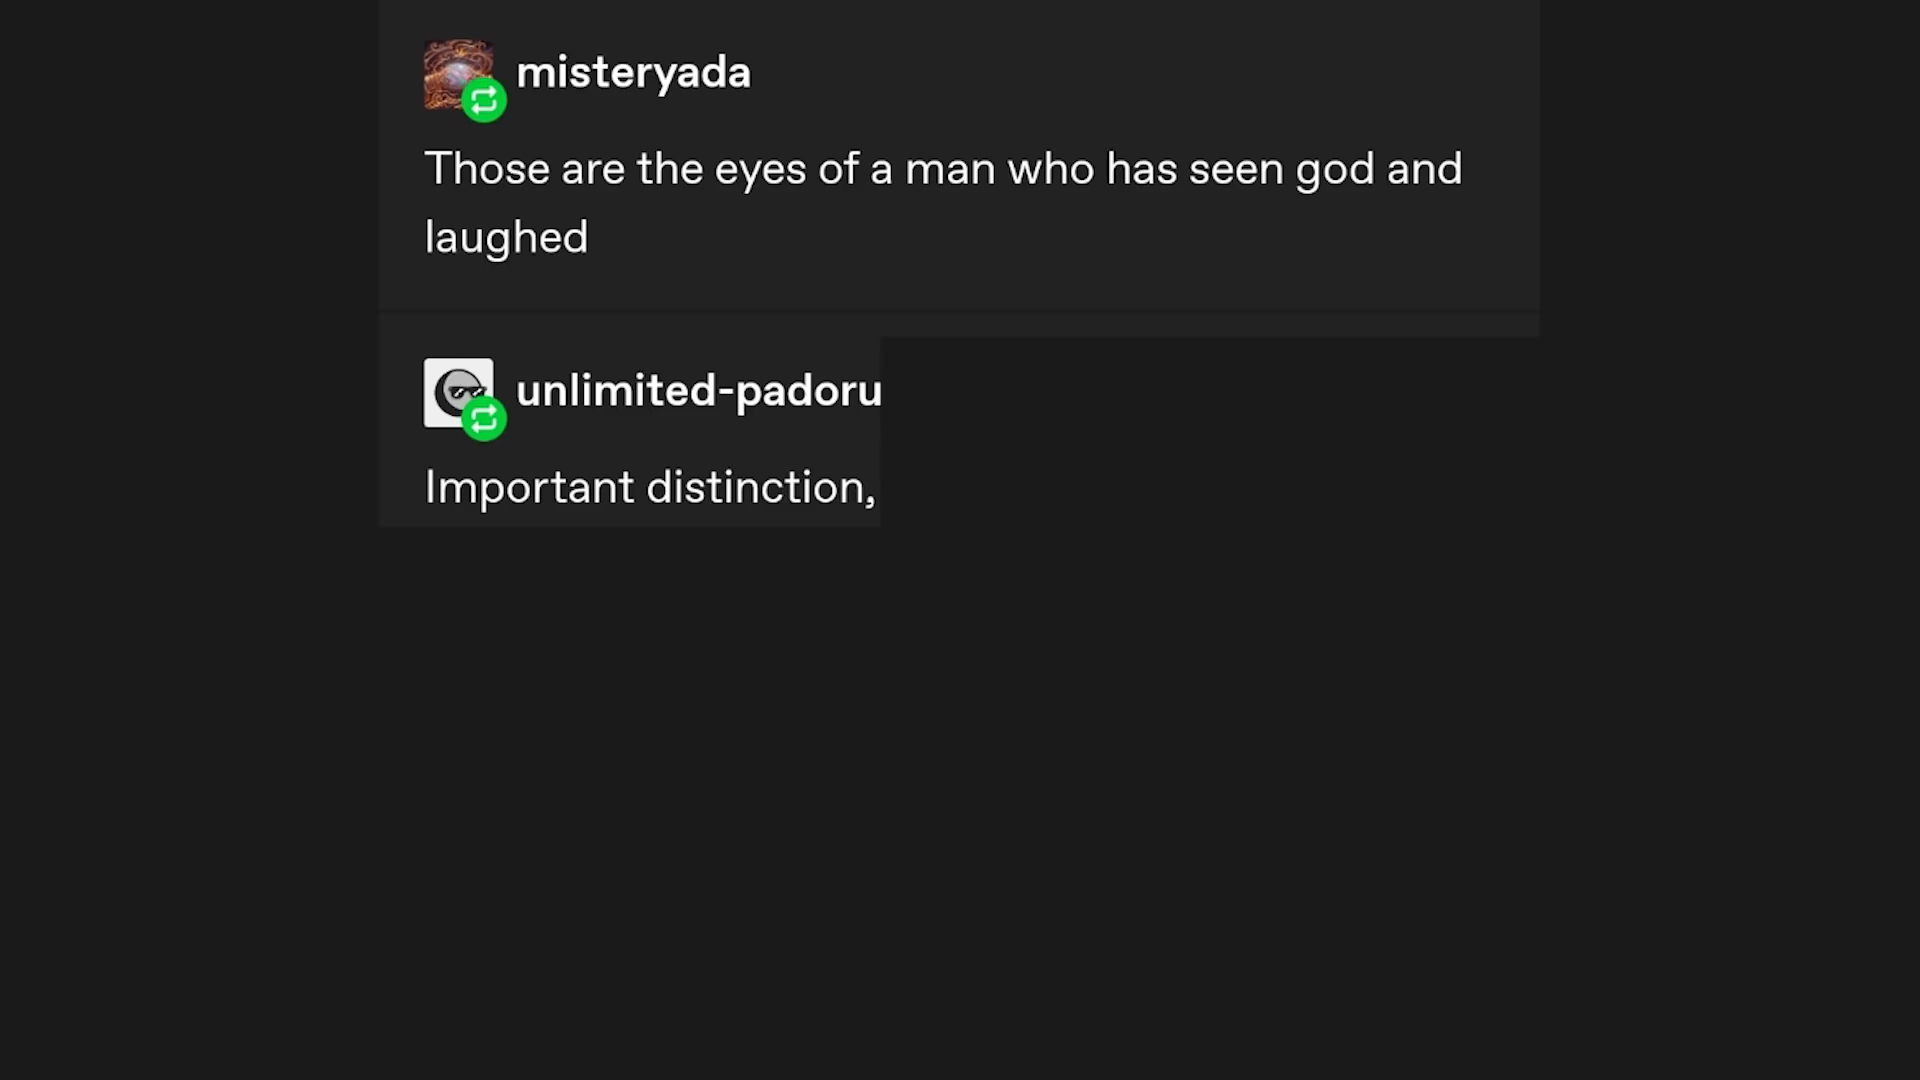 misteryada
Those are the eyes of a man who has seen god and
laughed
unlimited-padoru
Important distinction,